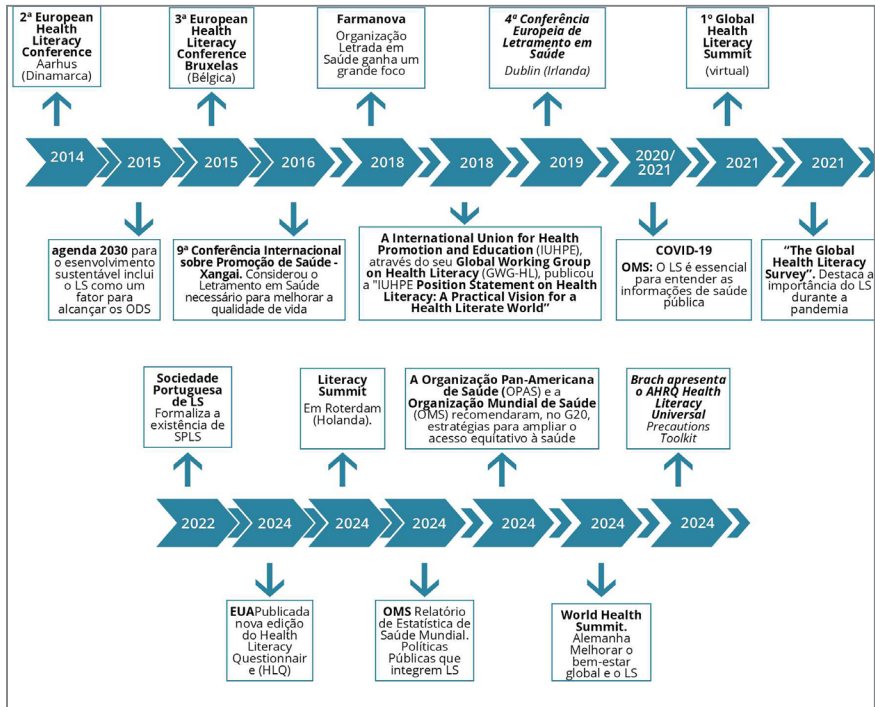 2ª European
Health
Literacy
Conference
Aarhus
(Dinamarca)
3ª European
Health
Literacy
Conference
Bruxelas
(Bélgica)
Farmanova
Organização
Letrada em
Saúde ganha um
grande foco
4ª Conferência
Europeia de
Letramento em
Saúde
Dublin (Irlanda)
1º Global
Health
Literacy
Summit
(virtual)
2014
2015
2015
2016
2018
2018
2019
2020/
2021
2021
2021
agenda 2030 para
o esenvolvimento
sustentável inclui
o LS como um
fator para
alcançar os ODS
9ª Conferência Internacional
sobre Promoção de Saúde -
Xangai. Considerou o
Letramento em Saúde
necessário para melhorar a
qualidade de vida
A International Union for Health
Promotion and Education (IUHPE),
através do seu Global Working Group
on Health Literacy (GWG-HL), publicou
a "IUHPE Position Statement on Health
Literacy: A Practical Vision for a
Health Literate World”
COVID-19
OMS: O LS é essencial
para entender as
informações de saúde
pública
“The Global
Health Literacy
Survey”. Destaca a
importância do LS
durante a
pandemia
Sociedade
Portuguesa
de LS
Formaliza a
existência de
SPLS
Literacy
Summit
Em Roterdam
(Holanda).
A Organização Pan-Americana
de Saúde (OPAS) e a
Organização Mundial de Saúde
(OMS) recomendaram, no G20,
estratégias para ampliar o
acesso equitativo à saúde
Brach apresenta
o AHRQ Health
Literacy
Universal
Precautions
Toolkit
2022
2024
2024
2024
2024
2024
2024
EUAPublicada
nova edição
do Health
Literacy
Questionnair
e (HLQ)
OMS Relatório
de Estatística de
Saúde Mundial.
Políticas
Públicas que
integrem LS
World Health
Summit.
Alemanha
Melhorar o
bem-estar
global e o LS